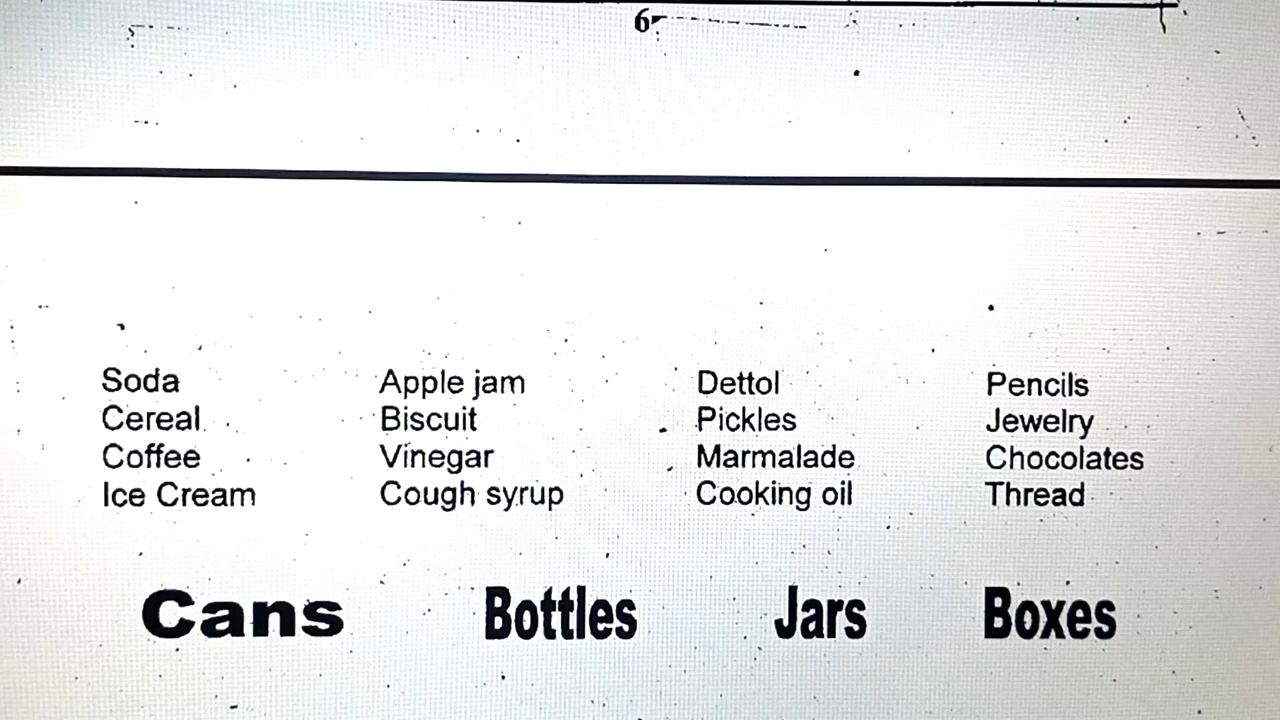 6
Soda Apple jam Dettol Pencils
Cereal Biscuit Pickles Jewelry
Coffee Vinegar Marmalade Chocolates
Ice Cream Cough syrup Cooking oil Thread
Cans Bottles Jars Boxes